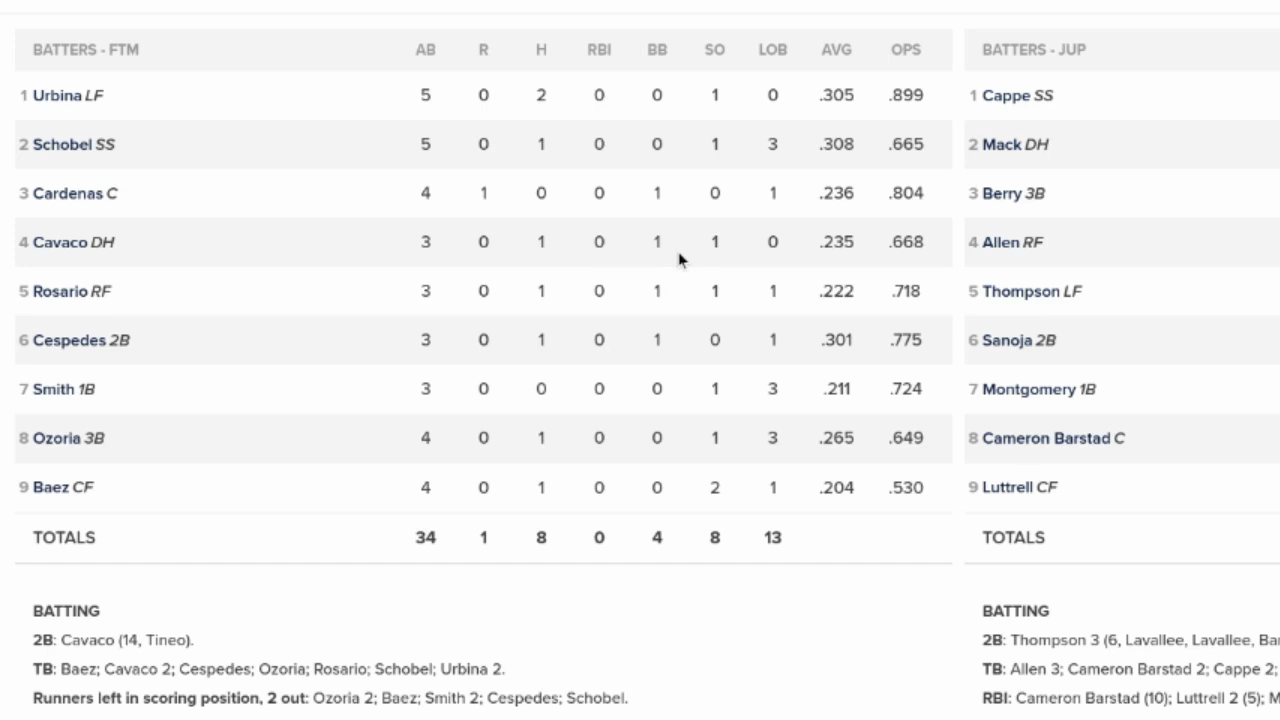 BATTERS - FTM AB R H RBI BB SO LOB AVG OPS
1 Urbina LF 5 0 2 0 0 1 0 .305 .899
2 Schobel SS 5 0 1 0 0 1 3 .308 .665
3 Cardenas C 4 1 0 0 1 0 1 .236 .804
4 Cavaco DH 3 0 1 0 1 1 0 .235 .668
5 Rosario RF 3 0 1 0 1 1 1 .222 .718
6 Cespedes 2B 3 0 1 0 1 0 1 .301 .775
7 Smith 1B 3 0 0 0 0 1 3 .211 .724
8 Ozoria 3B 4 0 1 0 0 1 3 .265 .649
9 Baez CF 4 0 1 0 0 2 1 .204 .530
TOTALS 34 1 8 0 4 8 13
BATTING
2B: Cavaco (14, Tineo).
TB: Baez; Cavaco 2; Cespedes; Ozoria; Rosario; Schobel; Urbina 2.
Runners left in scoring position, 2 out: Ozoria 2; Baez; Smith 2; Cespedes; Schobel.
BATTERS - JUP
1 Cappe SS
2 Mack DH
3 Berry 3B
4 Allen RF
5 Thompson LF
6 Sanoja 2B
7 Montgomery 1B
8 Cameron Barstad C
9 Luttrell CF
TOTALS
BATTING
2B: Thompson 3 (6, Lavallee, Lavallee, Ba
TB: Allen 3; Cameron Barstad 2; Cappe 2;
RBI: Cameron Barstad (10); Luttrell 2 (5); M